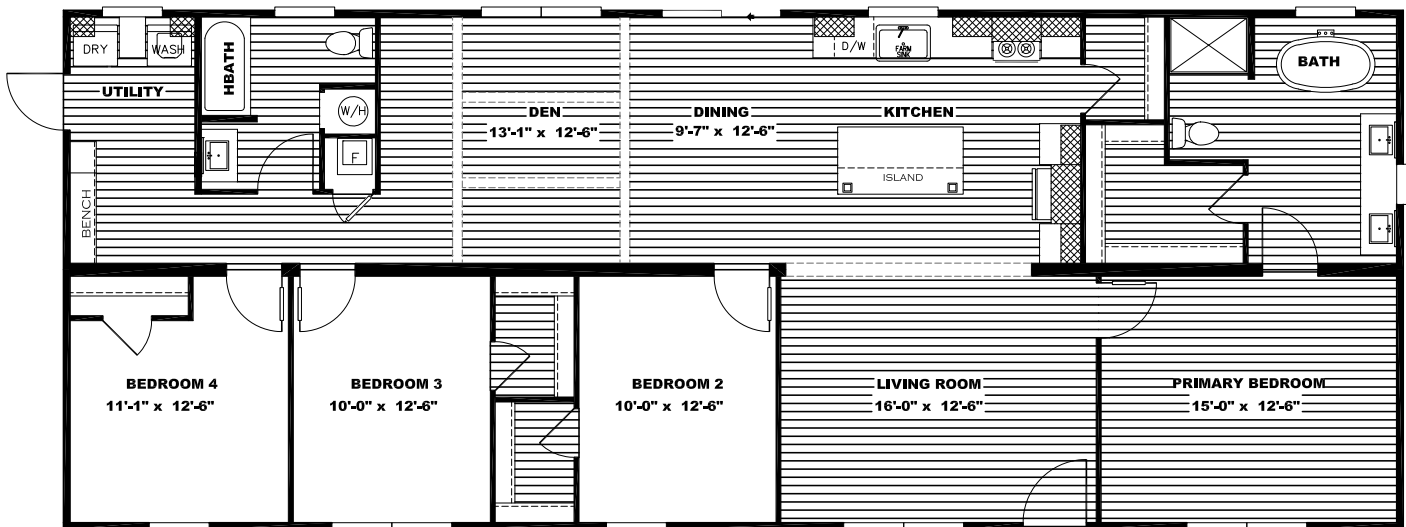 DRY
WASH
UTILITY
HBATH
W/H
F
BENCH
DEN
13'-1" x 12'-6"
DINING
9'-7" x 12'-6"
D/W
FARM
SINK
KITCHEN
ISLAND
BATH
BEDROOM 4
11'-1" x 12'-6"
BEDROOM 3
10'-0" x 12'-6"
BEDROOM 2
10'-0" x 12'-6"
LIVING ROOM
16'-0" x 12'-6"
PRIMARY BEDROOM
15'-0" x 12'-6"